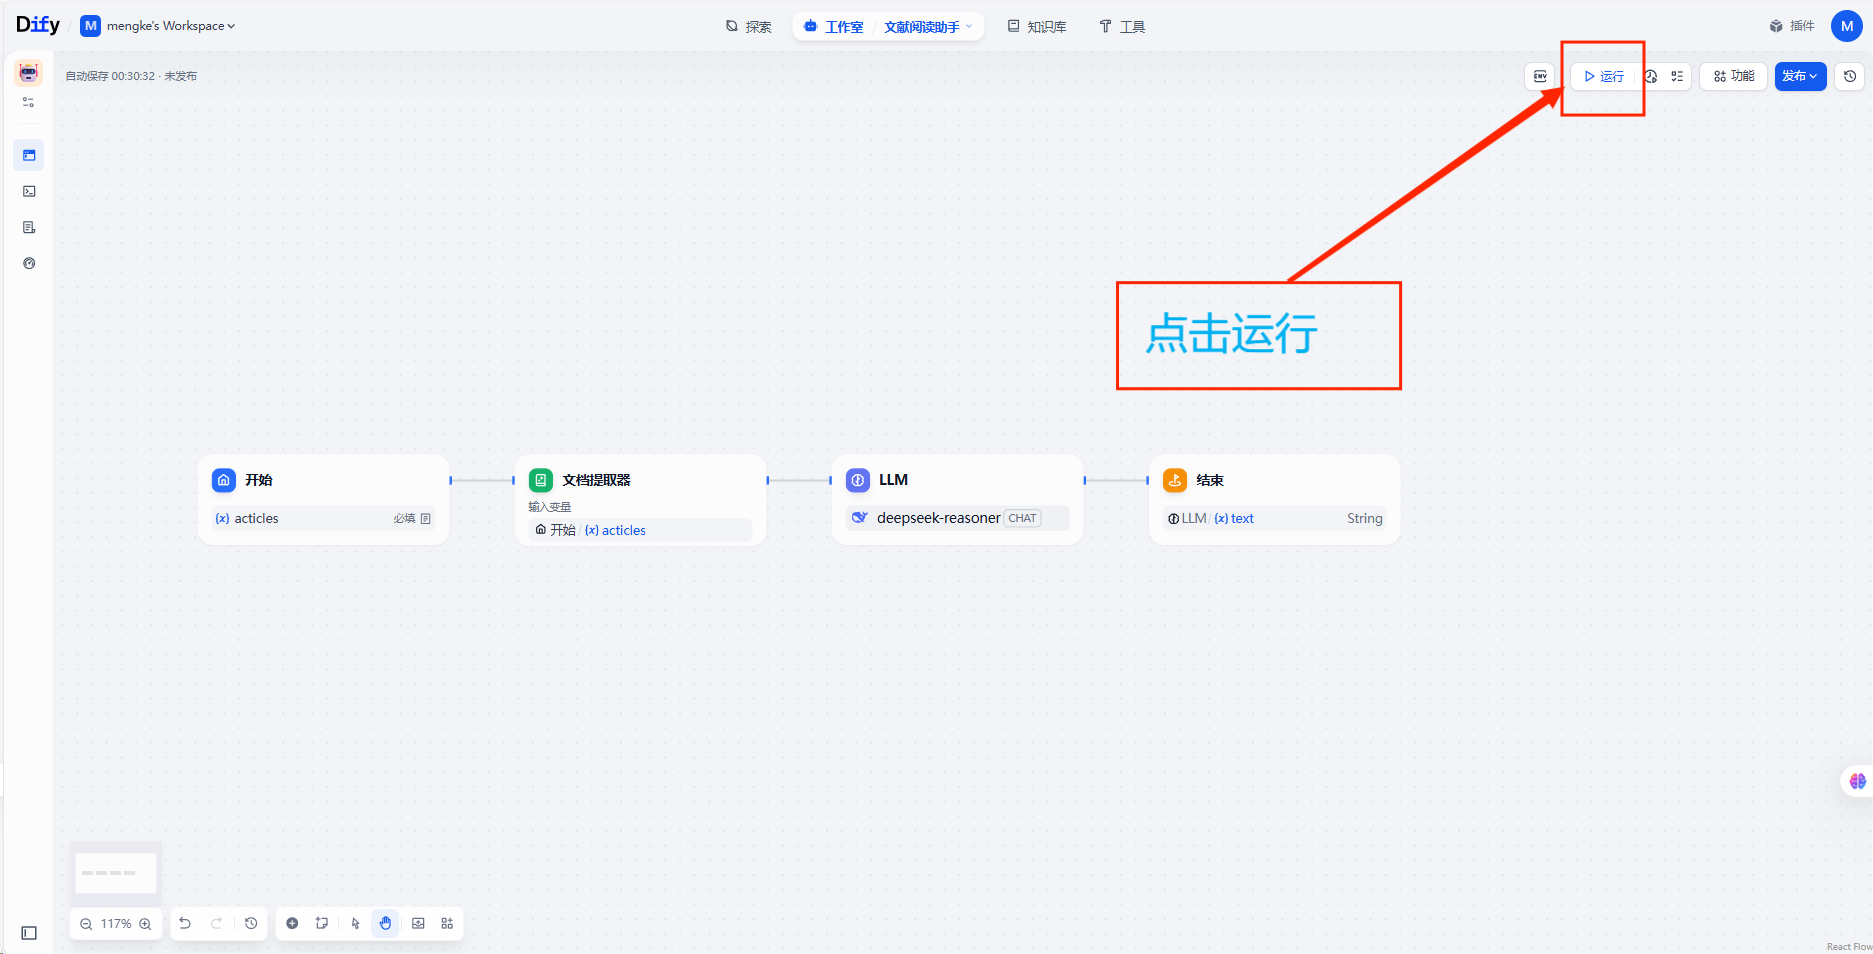 Dify
M
mengke's Workspace
探索
工作室
文献阅读助手
知识库
工具
插件
M
自动保存 00:30:32 · 未发布
ENV
运行
功能
发布
点击运行
开始
(x) acticles
必填
文档提取器
输入变量
开始 / (x) acticles
LLM
deepseek-reasoner CHAT
结束
LLM / (x) text
String
117%
React Flow